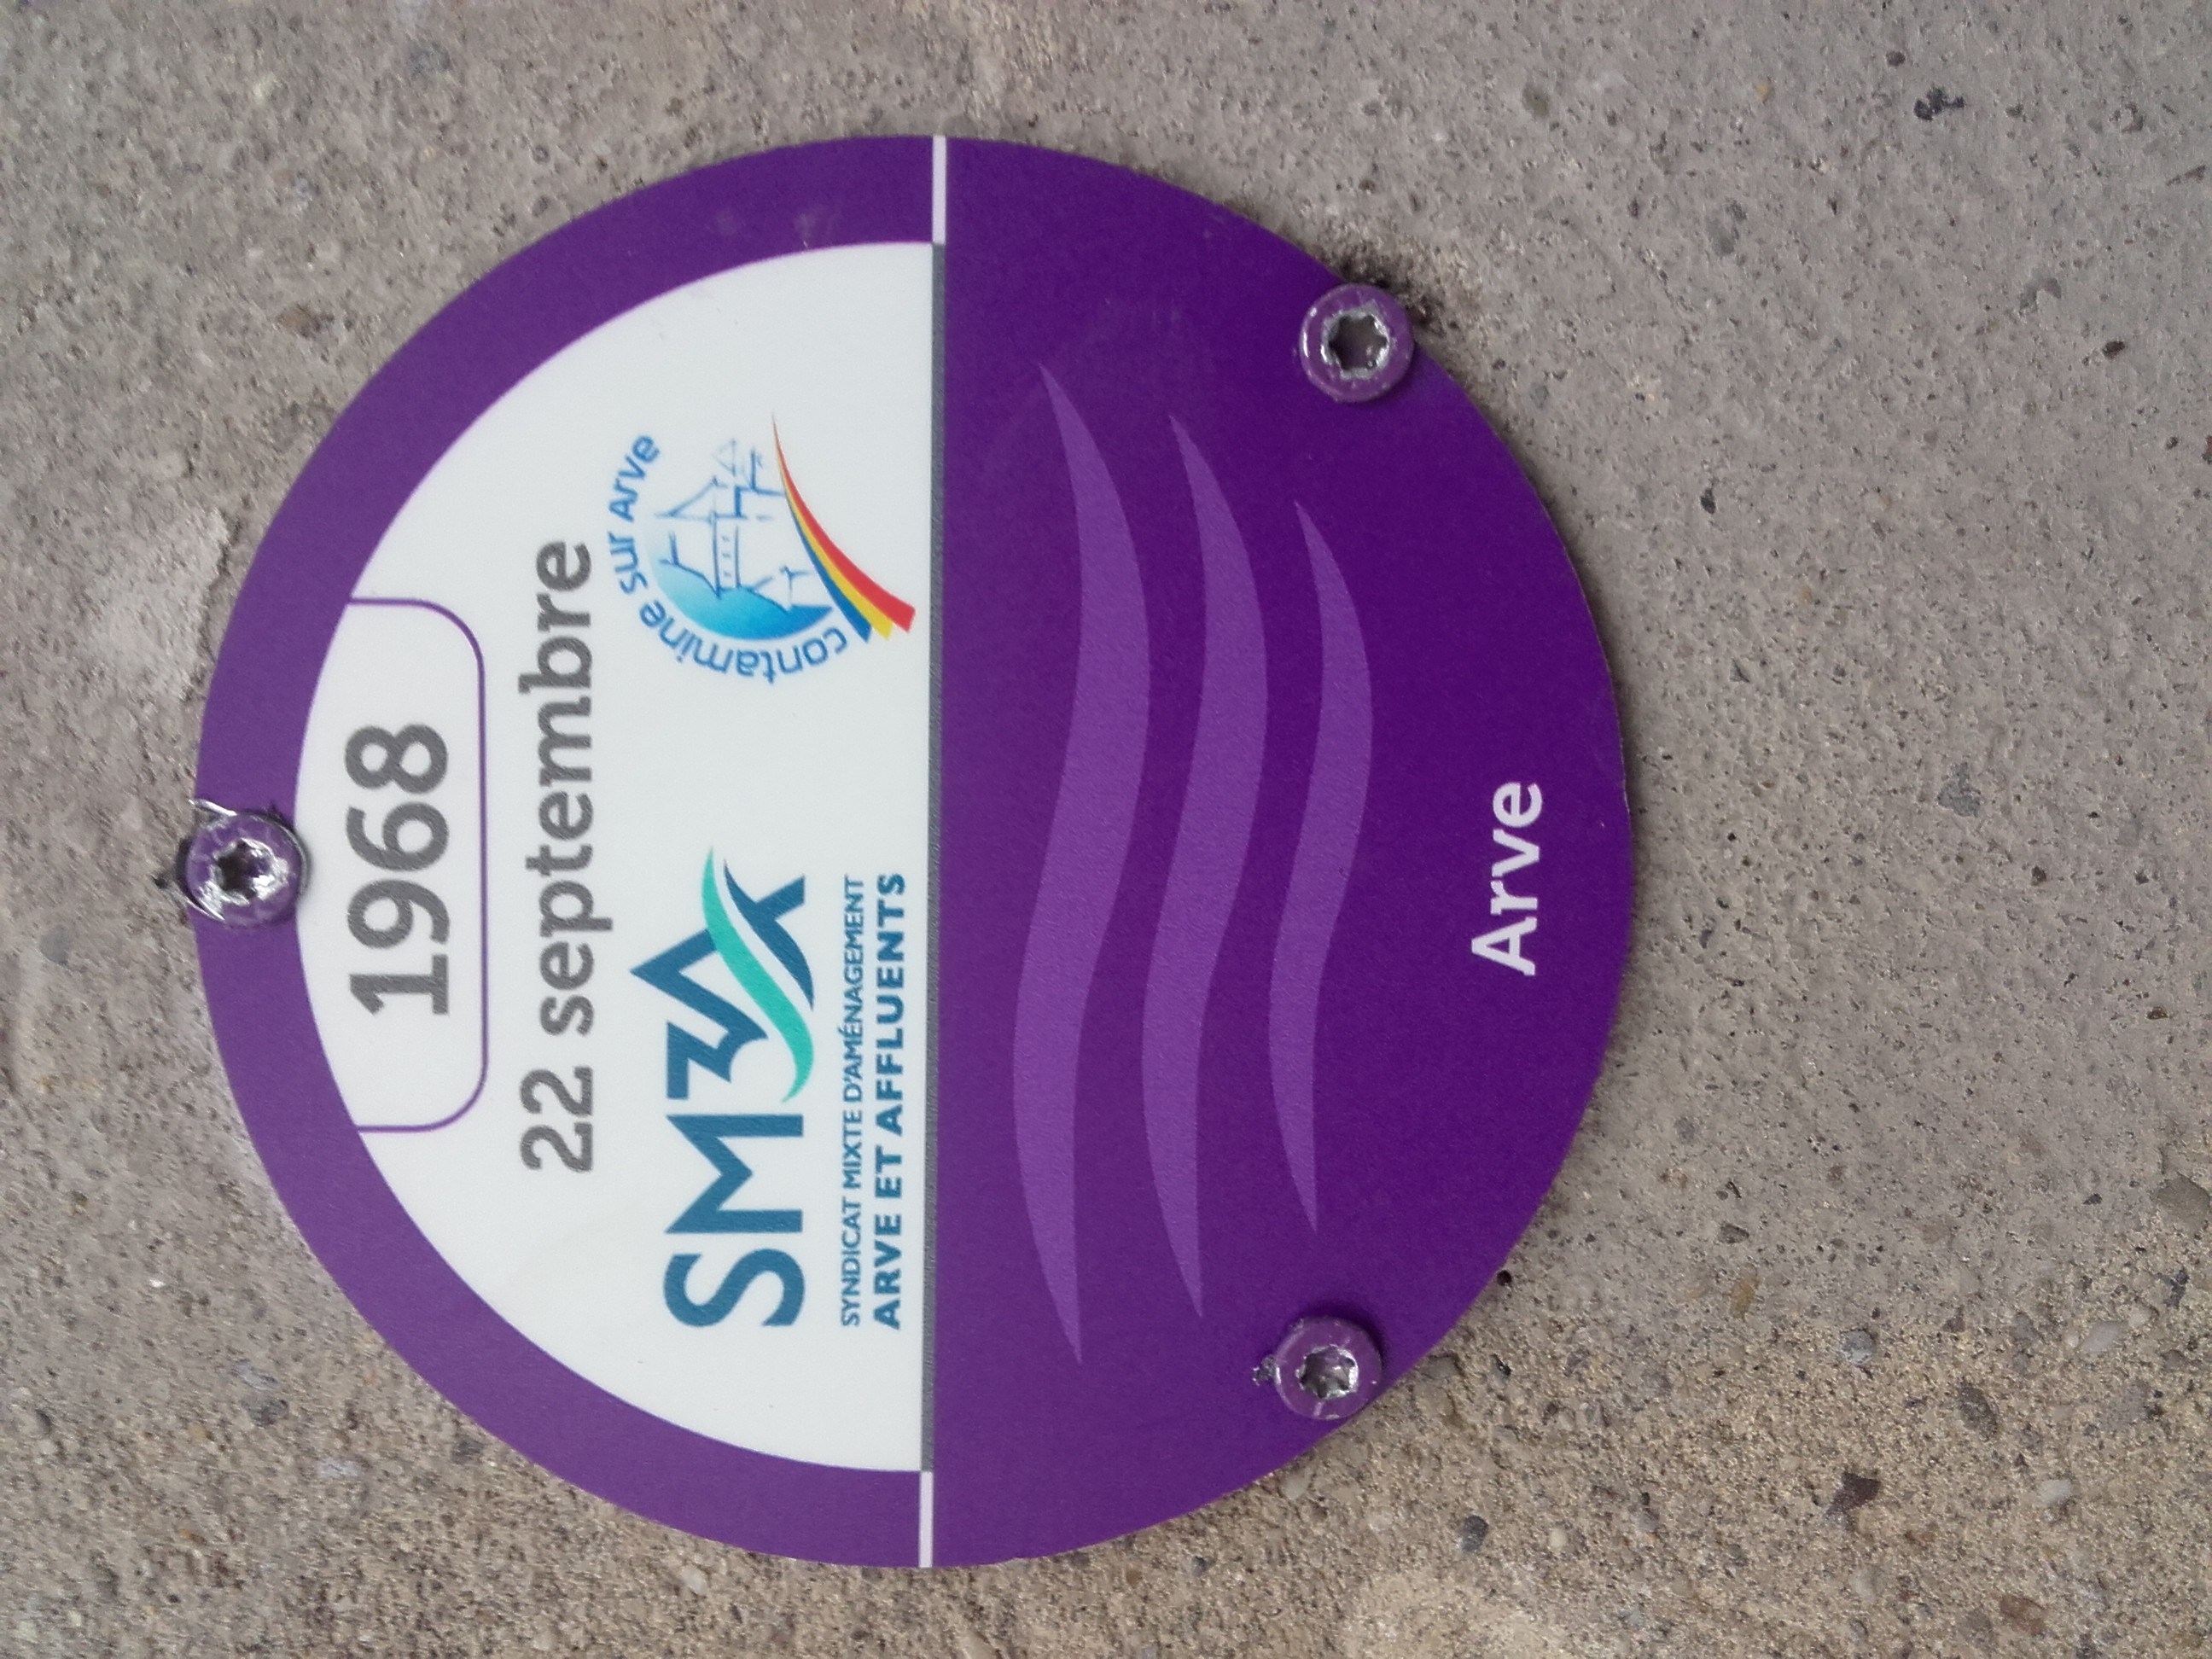 1968
22 septembre
SM3A
SYNDICAT MIXTE D'AMÉNAGEMENT
ARVE ET AFFLUENTS
contamine sur Arve
Arve